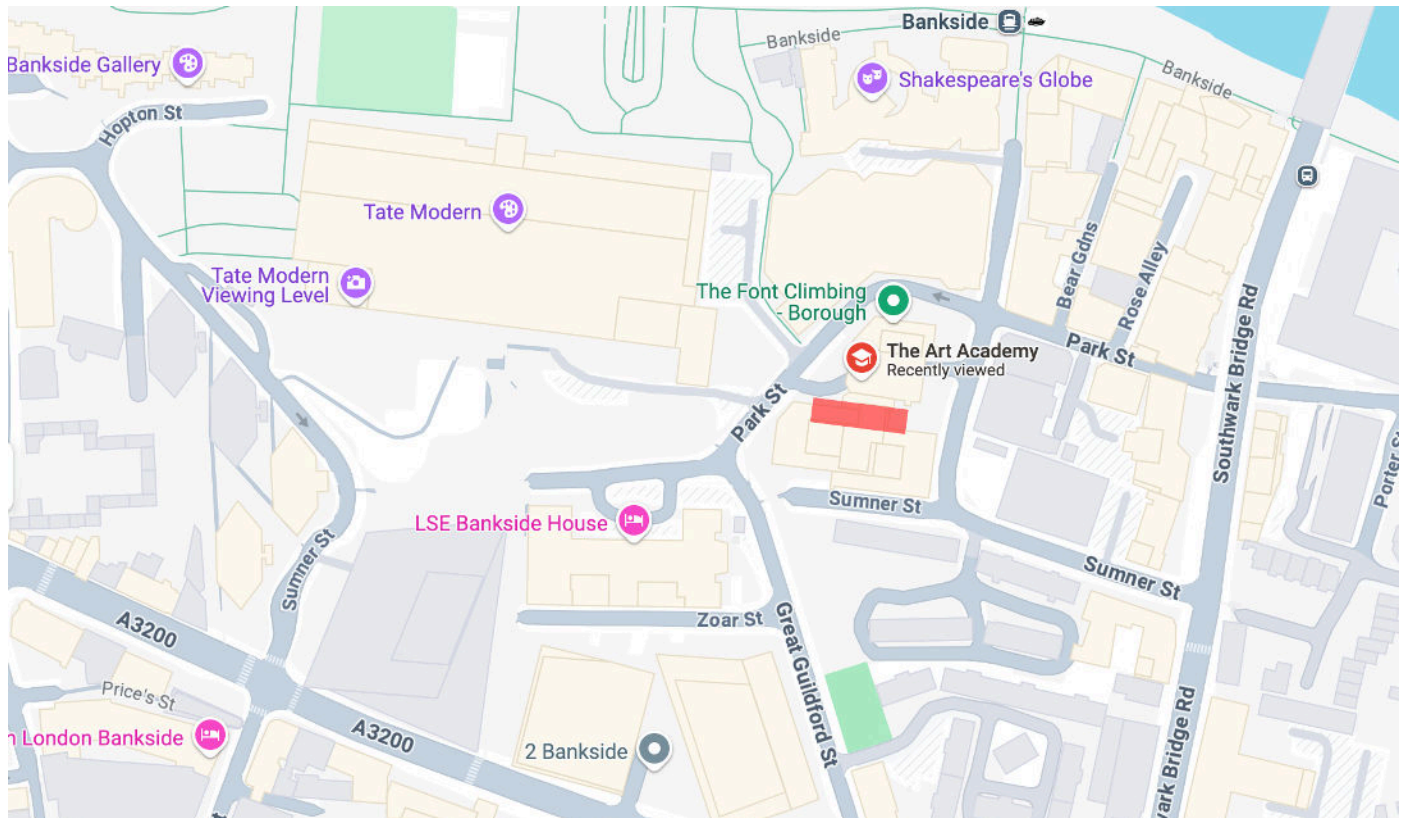 Bankside
Bankside
Bankside Gallery
Shakespeare's Globe
Bankside
Hopton St
Tate Modern
Tate Modern
Viewing Level
The Font Climbing
- Borough
Bear Gdns
Rose Alley
Southwark Bridge Rd
The Art Academy
Recently viewed
Park St
Park St
Porter St
Sumner St
LSE Bankside House
Sumner St
Sumner St
A3200
Zoar St
Great Guildford St
Price's St
n London Bankside
A3200
2 Bankside
wark Bridge Rd